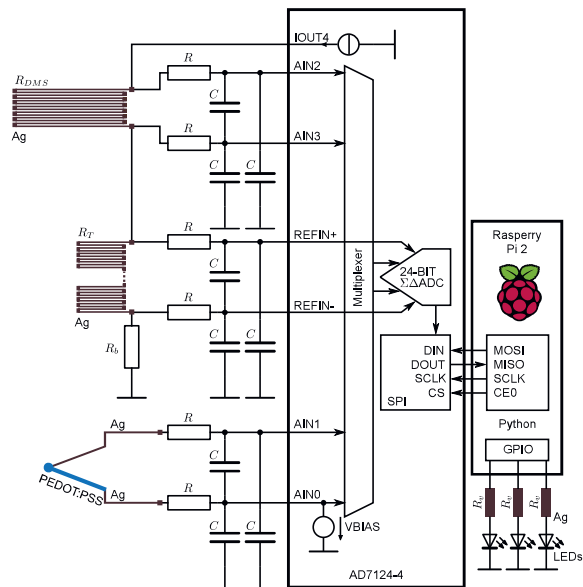 IOUT4
R_DMS
R
AIN2
C
Ag
R
AIN3
C
C
R_T
R
REFIN+
C
Multiplexer
24-BIT
ΣΔADC
Rasperry
Pi 2
Ag
R
REFIN-
R_b
C
C
DIN
MOSI
DOUT
MISO
SCLK
SCLK
CS
CE0
SPI
Python
GPIO
Ag
R
AIN1
C
PEDOT:PSS
Ag
R
AIN0
VBIAS
C
C
R_v
R_v
R_v
Ag
LEDs
AD7124-4